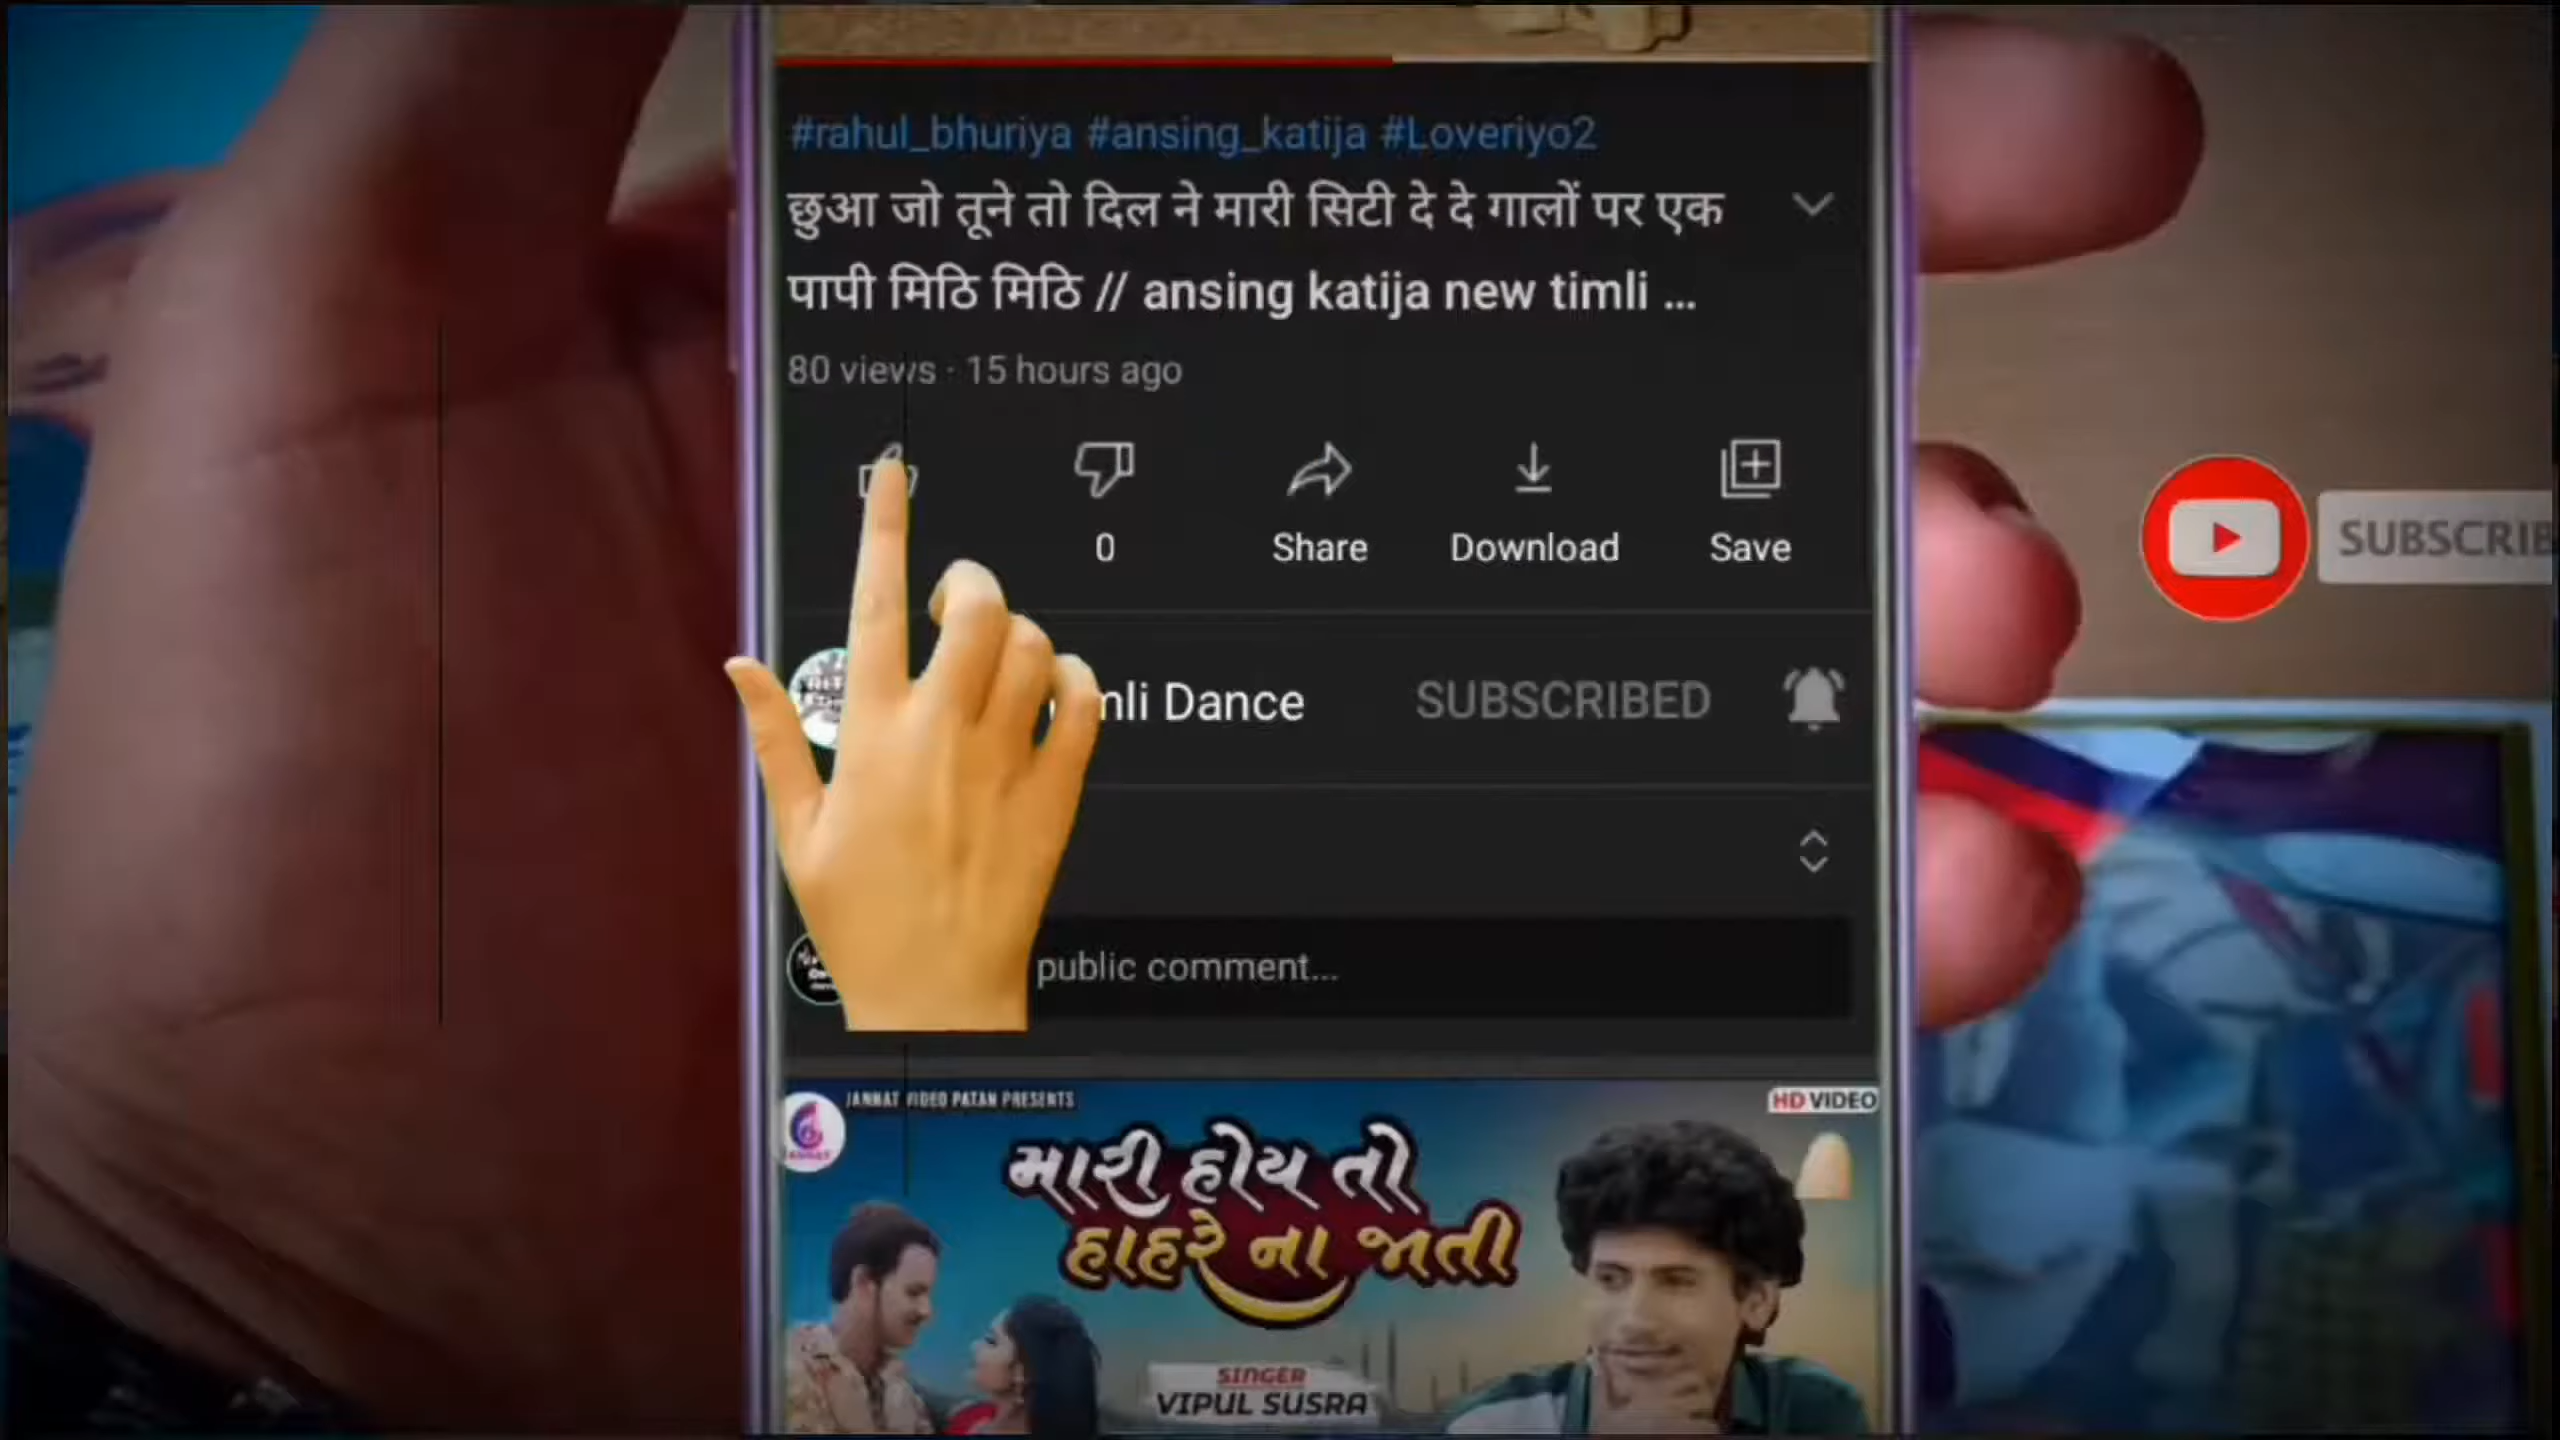 #rahul_bhuriya #ansing_katija #Loveriyo2
छुआ जो तूने तो दिल ने मारी सिटी दे दे गालों पर एक
पापी मिठि मिठि // ansing katija new timli ...
80 views · 15 hours ago
0
Share
Download
Save
SUBSCRIB
Dance
SUBSCRIBED
public comment...
JANNAT VIDEO PATAN PRESENTS
HD VIDEO
મારી હોય તો
હાહરે ના જાતી
SINGER
VIPUL SUSRA